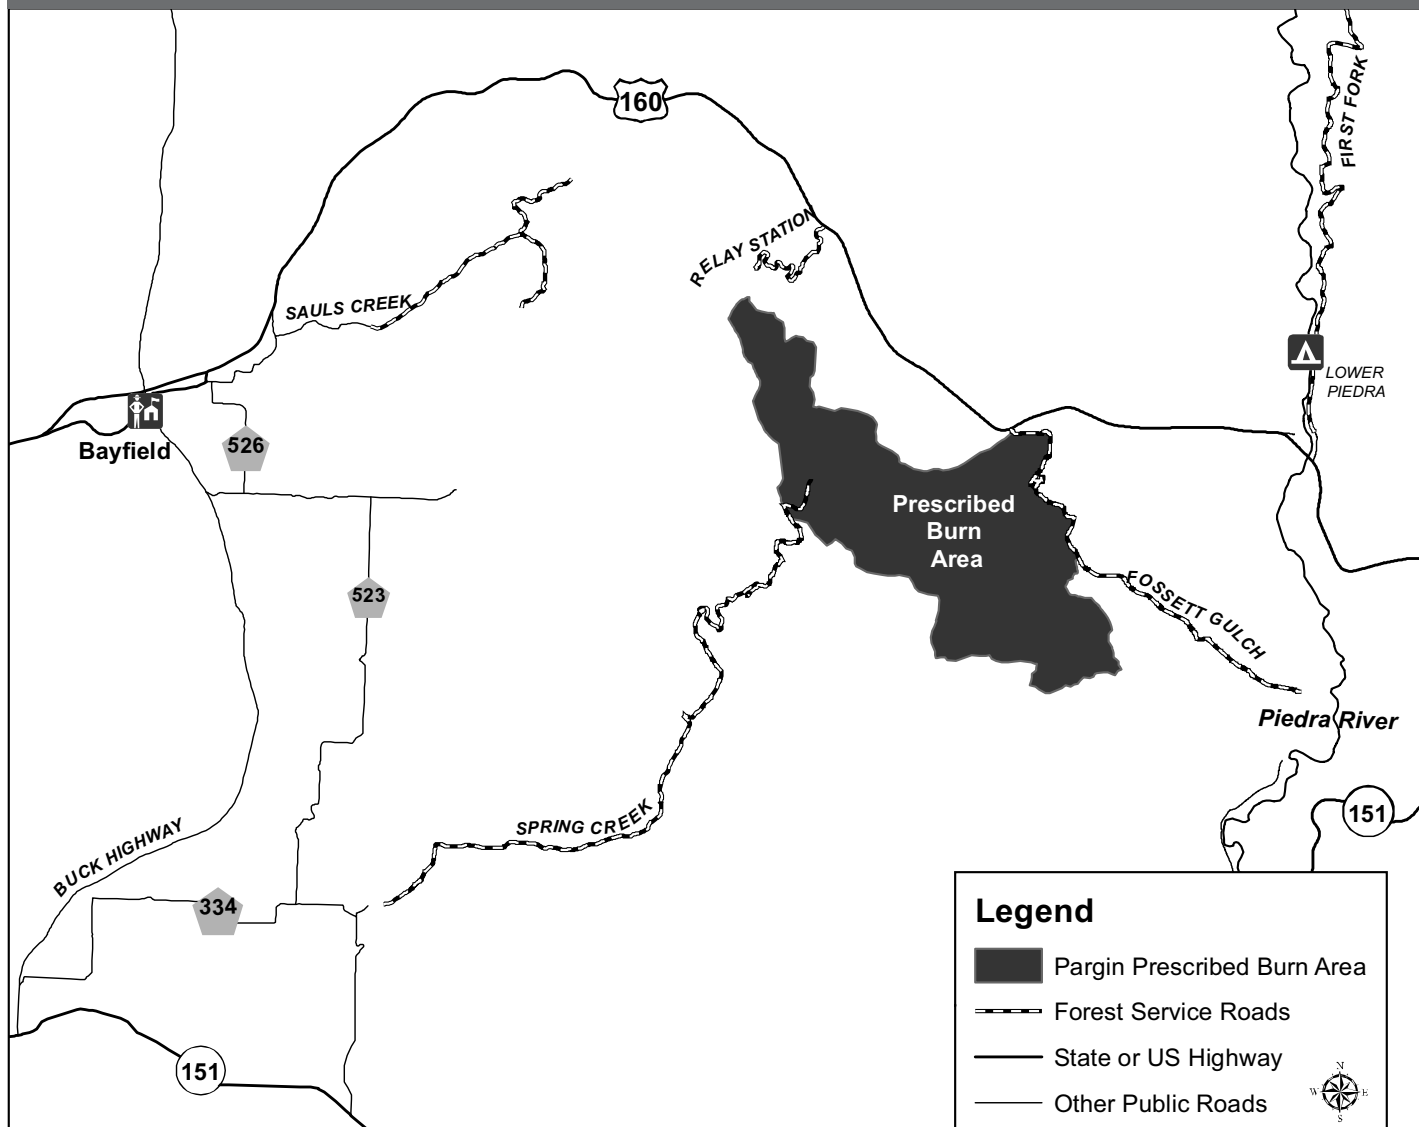 160
FIRST FORK
RELAY STATION
SAULS CREEK
LOWER
PIEDRA
Bayfield
526
Prescribed
Burn
Area
523
FOSSETT GULCH
Piedra River
151
SPRING CREEK
BUCK HIGHWAY
334
151
Legend
Pargin Prescribed Burn Area
Forest Service Roads
State or US Highway
Other Public Roads
N
W
E
S